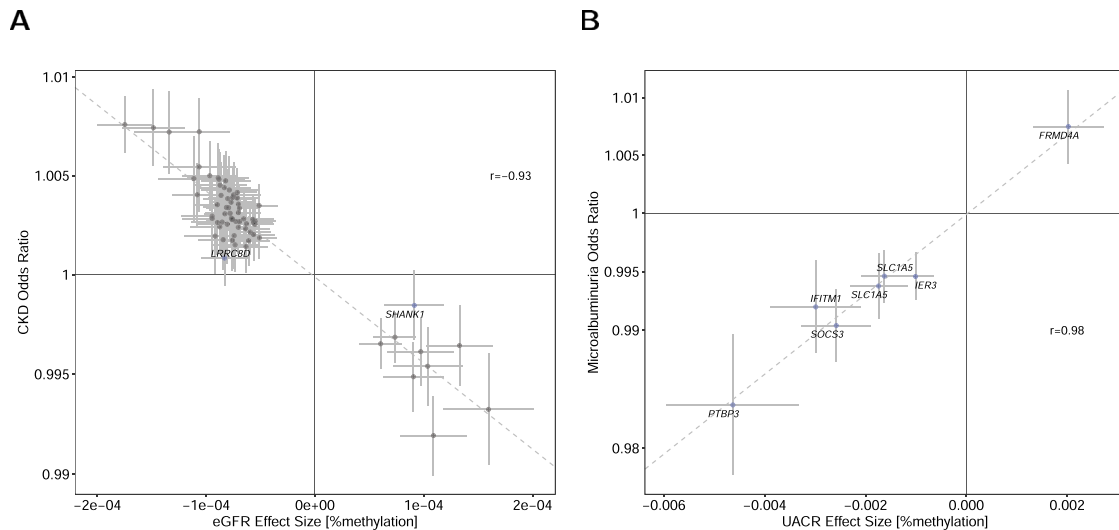 A
B
1.01
1.005
1
0.995
0.99
CKD Odds Ratio
r=−0.93
LRRC8D
SHANK1
−2e−04
−1e−04
0e+00
1e−04
2e−04
eGFR Effect Size [%methylation]
1.01
1.005
1
0.995
0.99
0.98
Microalbuminuria Odds Ratio
FRMD4A
SLC1A5
SLC1A5
IER3
IFITM1
SOCS3
r=0.98
PTBP3
−0.006
−0.004
−0.002
0.000
0.002
UACR Effect Size [%methylation]